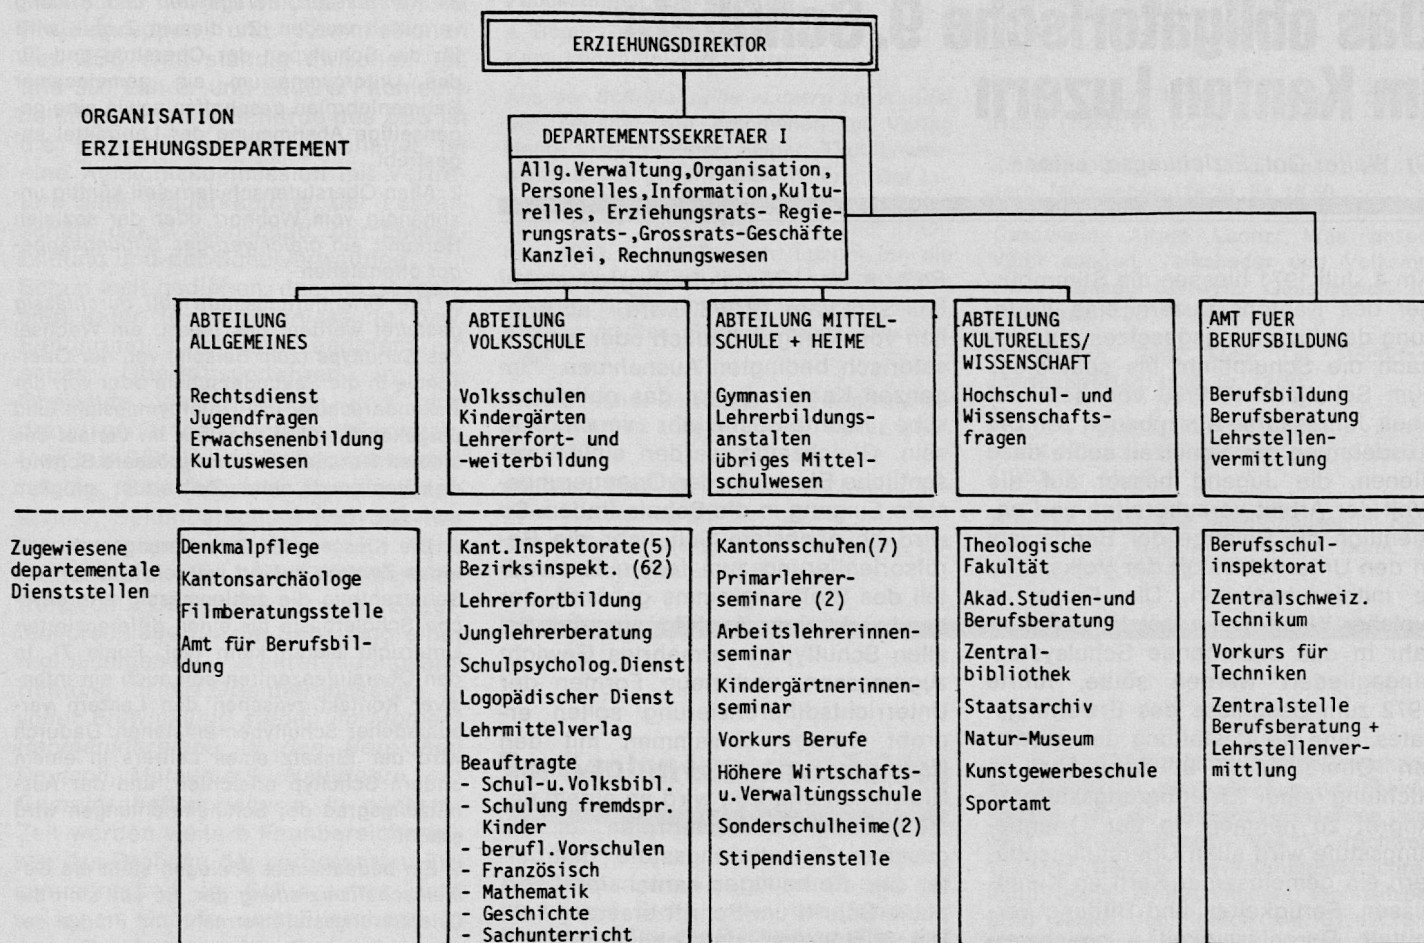 ERZIEHUNGSDIREKTOR
ORGANISATION
ERZIEHUNGSDEPARTEMENT
DEPARTEMENTSSEKRETAER I
Allg.Verwaltung,Organisation,
Personelles,Information,Kultu-
relles, Erziehungsrats- Regie-
rungsrats-,Grossrats-Geschäfte
Kanzlei, Rechnungswesen
ABTEILUNG
ALLGEMEINES
Rechtsdienst
Jugendfragen
Erwachsenenbildung
Kultuswesen
ABTEILUNG
VOLKSSCHULE
Volksschulen
Kindergärten
Lehrerfort- und
-weiterbildung
ABTEILUNG MITTEL-
SCHULE + HEIME
Gymnasien
Lehrerbildungs-
anstalten
übriges Mittel-
schulwesen
ABTEILUNG
KULTURELLES/
WISSENSCHAFT
Hochschul- und
Wissenschafts-
fragen
AMT FUER
BERUFSBILDUNG
Berufsbildung
Berufsberatung
Lehrstellen-
vermittlung
Zugewiesene
departementale
Dienststellen
Denkmalpflege
Kantonsarchäologe
Filmberatungsstelle
Amt für Berufsbil-
dung
Kant.Inspektorate(5)
Bezirksinspekt. (62)
Lehrerfortbildung
Junglehrerberatung
Schulpsycholog.Dienst
Logopädischer Dienst
Lehrmittelverlag
Beauftragte
- Schul-u.Volksbibl.
- Schulung fremdspr.
Kinder
- berufl.Vorschulen
- Französisch
- Mathematik
- Geschichte
- Sachunterricht
Kantonsschulen(7)
Primarlehrer-
seminare (2)
Arbeitslehrerinnen-
seminar
Kindergärtnerinnen-
seminar
Vorkurs Berufe
Höhere Wirtschafts-
u.Verwaltungsschule
Sonderschulheime(2)
Stipendienstelle
Theologische
Fakultät
Akad.Studien-und
Berufsberatung
Zentral-
bibliothek
Staatsarchiv
Natur-Museum
Kunstgewerbeschule
Sportamt
Berufsschul-
inspektorat
Zentralschweiz.
Technikum
Vorkurs für
Techniken
Zentralstelle
Berufsberatung
Lehrstellenver-
mittlung